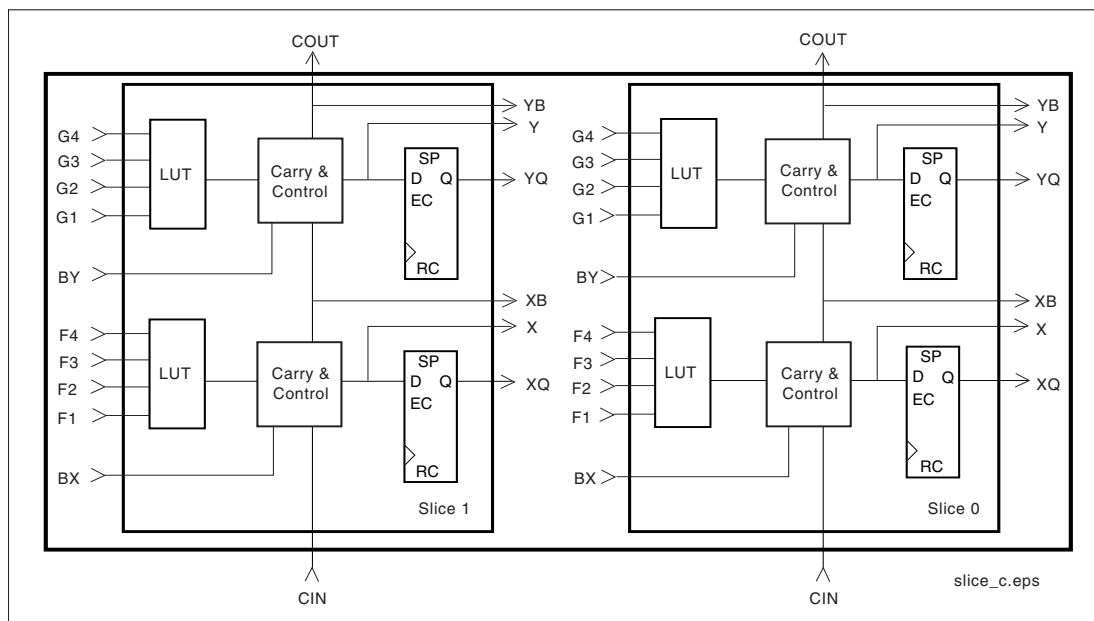 COUT
YB
Y
G4
G3
G2
G1
LUT
Carry &
Control
SP
D Q
EC
RC
YQ
BY
XB
X
F4
F3
F2
F1
LUT
Carry &
Control
SP
D Q
EC
RC
XQ
BX
Slice 1
CIN
COUT
YB
Y
G4
G3
G2
G1
LUT
Carry &
Control
SP
D Q
EC
RC
YQ
BY
XB
X
F4
F3
F2
F1
LUT
Carry &
Control
SP
D Q
EC
RC
XQ
BX
Slice 0
CIN
slice_c.eps